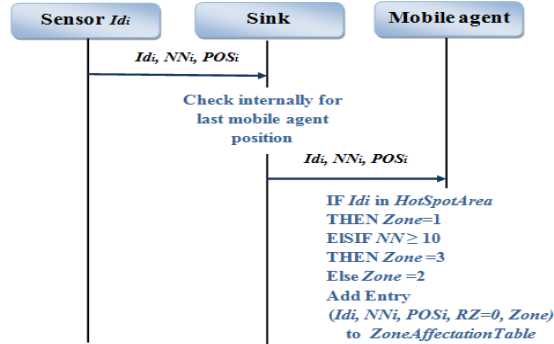 Sensor Idi
Sink
Mobile agent
Idi, NNi, POSi
Check internally for
last mobile agent
position
Idi, NNi, POSi
IF Idi in HotSpotArea
THEN Zone=1
ElSIF NN ≥ 10
THEN Zone =3
Else Zone =2
Add Entry
(Idi, NNi, POSi, RZ=0, Zone)
to ZoneAffectationTable